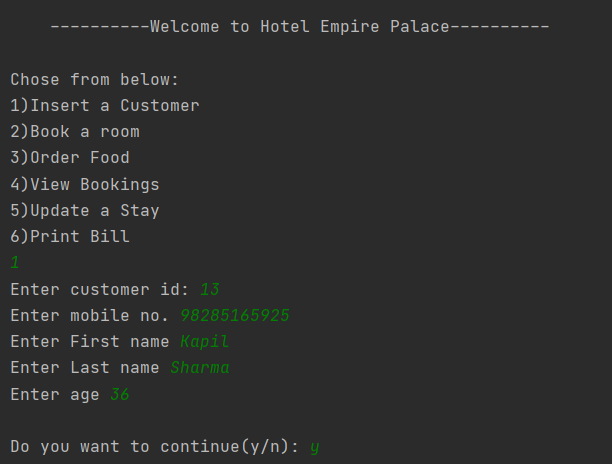 ----------Welcome to Hotel Empire Palace----------
Chose from below:
1)Insert a Customer
2)Book a room
3)Order Food
4)View Bookings
5)Update a Stay
6)Print Bill
1
Enter customer id: 13
Enter mobile no. 98285165925
Enter First name Kapil
Enter Last name Sharma
Enter age 36
Do you want to continue(y/n): y